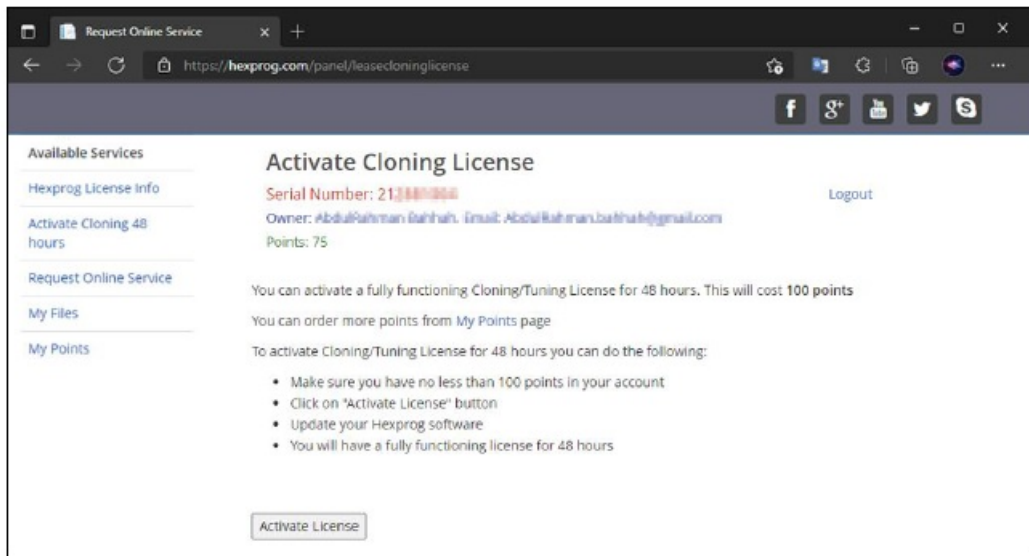 Request Online Service
https://hexprog.com/panel/leasecloninglicense
Available Services
Hexprog License Info
Activate Cloning 48
hours
Request Online Service
My Files
My Points
Activate Cloning License
Serial Number: 21
Logout
Owner:
Points: 75
You can activate a fully functioning Cloning/Tuning License for 48 hours. This will cost 100 points
You can order more points from My Points page
To activate Cloning/Tuning License for 48 hours you can do the following:
• Make sure you have no less than 100 points in your account
• Click on "Activate License" button
• Update your Hexprog software
• You will have a fully functioning license for 48 hours
Activate License